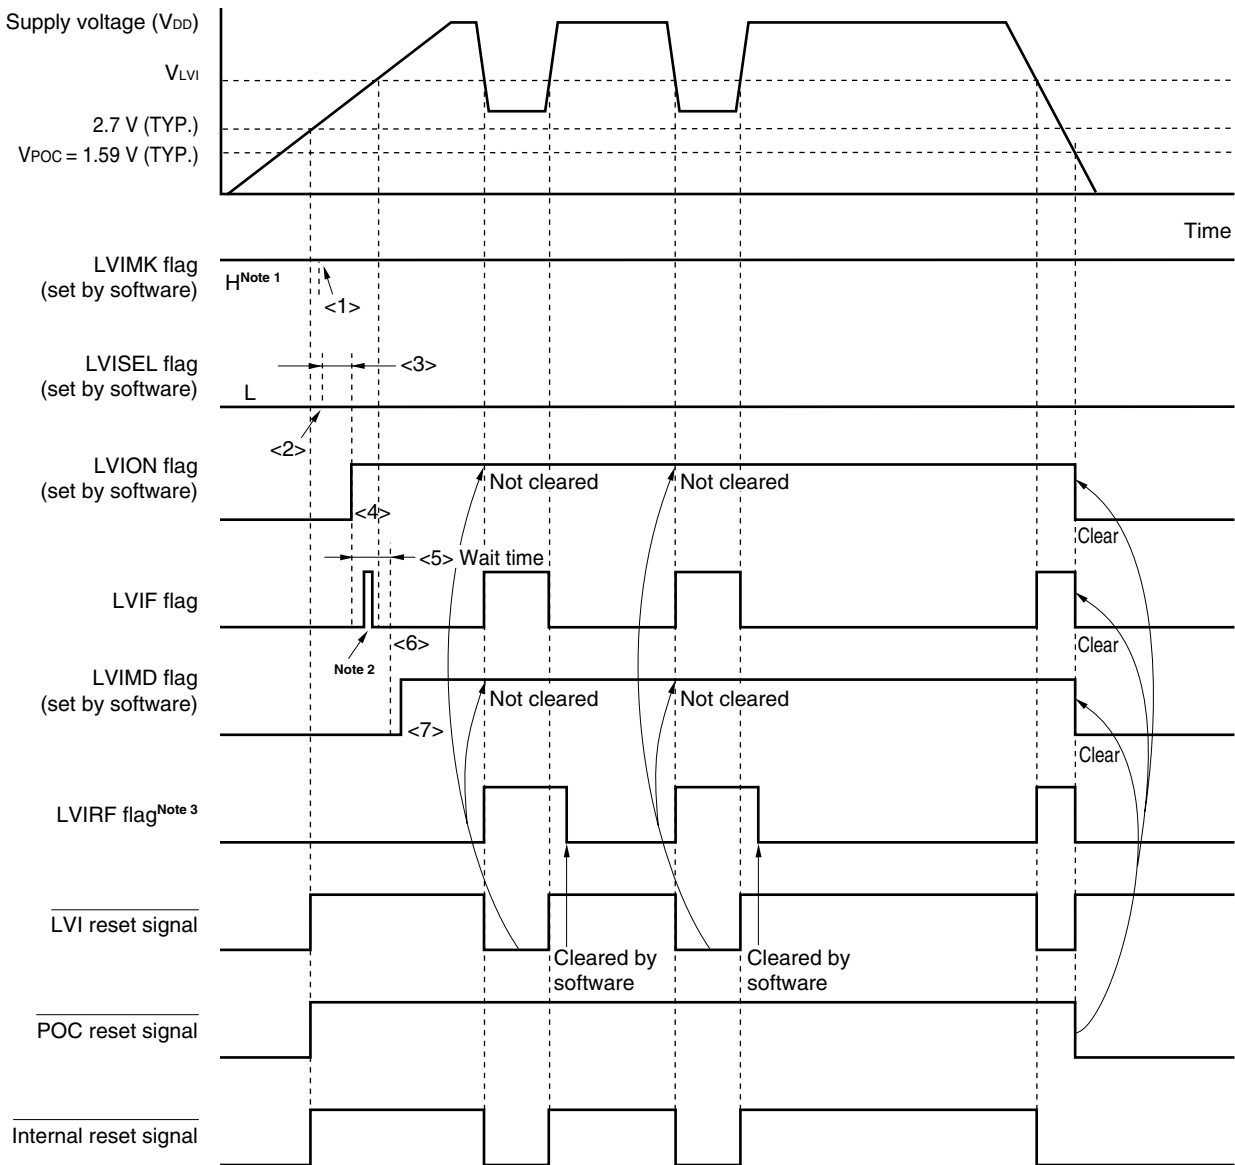 Supply voltage (VDD)
VLVI
2.7 V (TYP.)
VPOC = 1.59 V (TYP.)
Time
LVIMK flag
(set by software)
HNote 1
<1>
LVISEL flag
(set by software)
<3>
L
<2>
LVION flag
(set by software)
Not cleared
Not cleared
<4>
Clear
<5> Wait time
LVIF flag
<6>
Clear
Note 2
LVIMD flag
(set by software)
Not cleared
Not cleared
<7>
Clear
LVIRF flagNote 3
LVI reset signal
Cleared by
software
Cleared by
software
POC reset signal
Internal reset signal